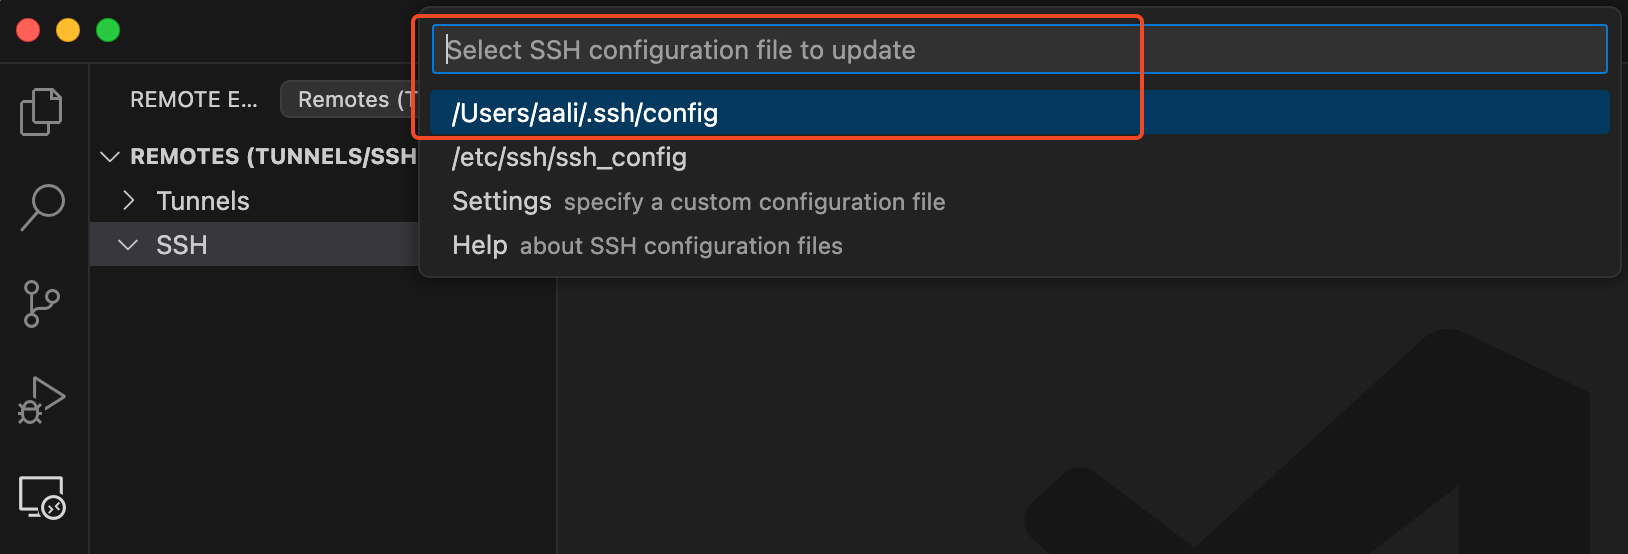 Select SSH configuration file to update
REMOTE E... Remotes (T
/Users/aali/.ssh/config
REMOTES (TUNNELS/SSH
/etc/ssh/ssh_config
Tunnels
Settings specify a custom configuration file
SSH
Help about SSH configuration files